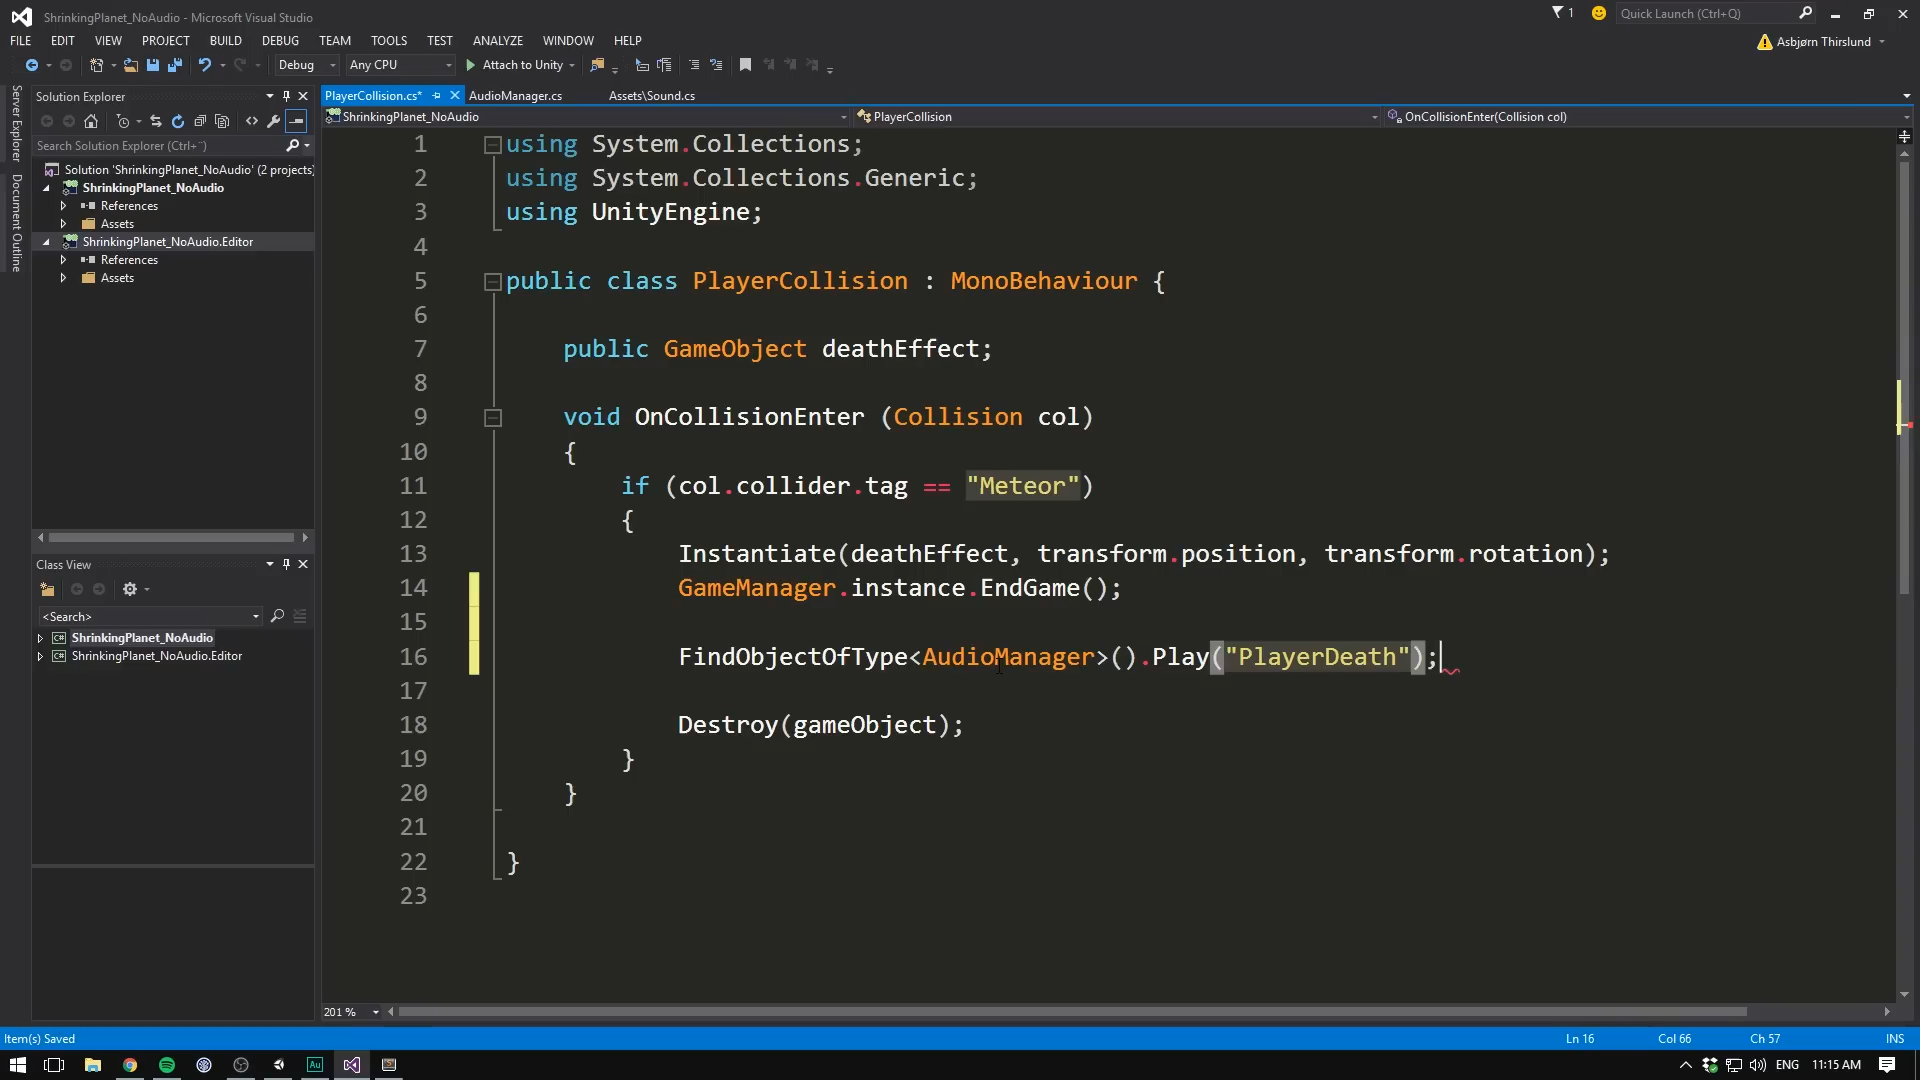 ShrinkingPlanet_NoAudio - Microsoft Visual Studio
1
Quick Launch (Ctrl+Q)
FILE EDIT VIEW PROJECT BUILD DEBUG TEAM TOOLS TEST ANALYZE WINDOW HELP
Asbjørn Thirslund
Debug Any CPU Attach to Unity
Server Explorer
Document Outline
Solution Explorer
Search Solution Explorer (Ctrl+¨)
Solution 'ShrinkingPlanet_NoAudio' (2 projects)
ShrinkingPlanet_NoAudio
References
Assets
ShrinkingPlanet_NoAudio.Editor
References
Assets
Class View
<Search>
ShrinkingPlanet_NoAudio
ShrinkingPlanet_NoAudio.Editor
PlayerCollision.cs* AudioManager.cs Assets\Sound.cs
ShrinkingPlanet_NoAudio PlayerCollision OnCollisionEnter(Collision col)
1 using System.Collections;
2 using System.Collections.Generic;
3 using UnityEngine;
4
5 public class PlayerCollision : MonoBehaviour {
6
7 public GameObject deathEffect;
8
9 void OnCollisionEnter (Collision col)
10 {
11 if (col.collider.tag == "Meteor")
12 {
13 Instantiate(deathEffect, transform.position, transform.rotation);
14 GameManager.instance.EndGame();
15
16 FindObjectOfType<AudioManager>().Play("PlayerDeath");
17
18 Destroy(gameObject);
19 }
20 }
21
22 }
23
201 %
Item(s) Saved Ln 16 Col 66 Ch 57 INS
Au ENG 11:15 AM